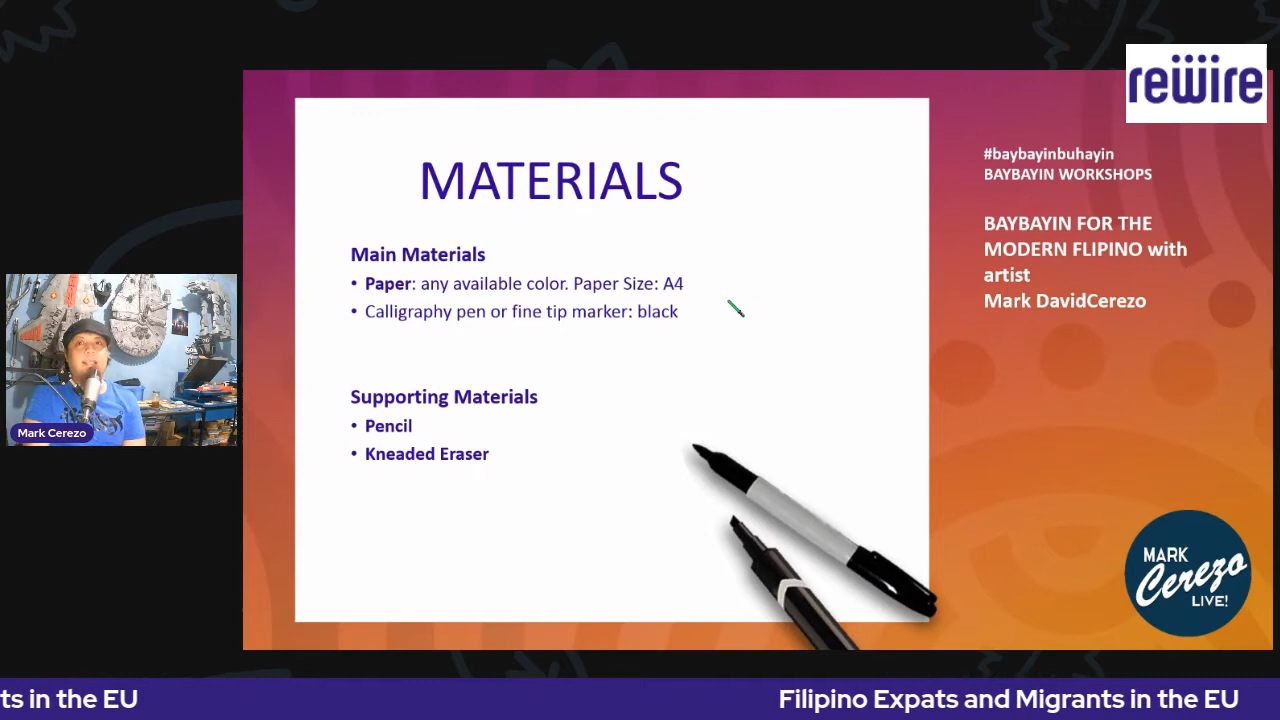 rewire
#baybayinbuhayin
BAYBAYIN WORKSHOPS
BAYBAYIN FOR THE
MODERN FLIPINO with
artist
Mark DavidCerezo
MATERIALS
Main Materials
• Paper: any available color. Paper Size: A4
• Calligraphy pen or fine tip marker: black
Supporting Materials
• Pencil
• Kneaded Eraser
Mark Cerezo
MARK
Cerezo
LIVE!
ts in the EU
Filipino Expats and Migrants in the EU